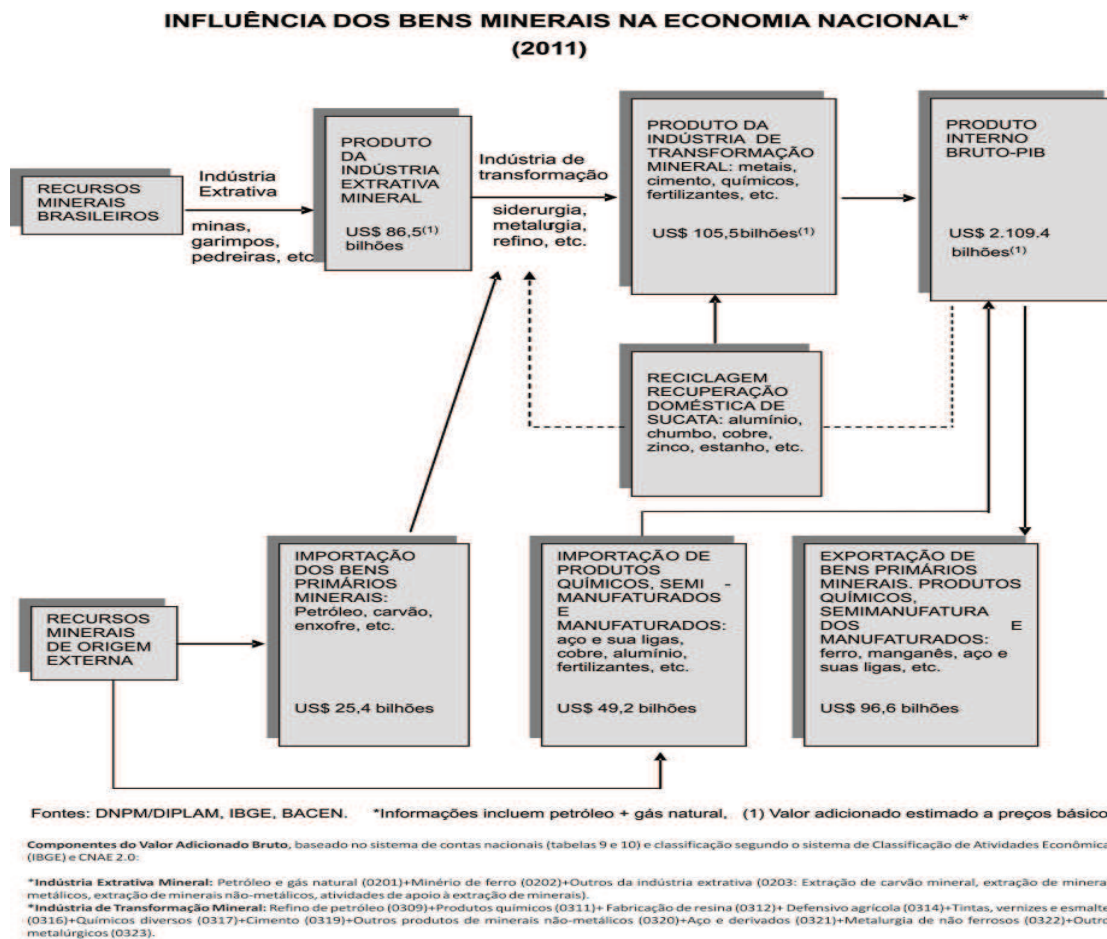 INFLUÊNCIA DOS BENS MINERAIS NA ECONOMIA NACIONAL*
(2011)
RECURSOS
MINERAIS
BRASILEIROS
Indústria
Extrativa
minas,
garimpos,
pedreiras, etc
PRODUTO
DA
INDÚSTRIA
EXTRATIVA
MINERAL
US$ 86,5(1)
bilhões
Indústria de
transformação
siderurgia,
metalurgia,
refino, etc.
PRODUTO DA
INDÚSTRIA DE
TRANSFORMAÇÃO
MINERAL: metais,
cimento, químicos,
fertilizantes, etc.
US$ 105,5bilhões(1)
PRODUTO
INTERNO
BRUTO-PIB
US$ 2.109.4
bilhões(1)
RECICLAGEM
RECUPERAÇÃO
DOMÉSTICA DE
SUCATA: alumínio,
chumbo, cobre,
zinco, estanho, etc.
RECURSOS
MINERAIS
DE ORIGEM
EXTERNA
IMPORTAÇÃO
DOS BENS
PRIMÁRIOS
MINERAIS:
Petróleo, carvão,
enxofre, etc.
US$ 25,4 bilhões
IMPORTAÇÃO DE
PRODUTOS
QUÍMICOS, SEMI -
MANUFATURADOS
E
MANUFATURADOS:
aço e sua ligas,
cobre, alumínio,
fertilizantes, etc.
US$ 49,2 bilhões
EXPORTAÇÃO DE
BENS PRIMÁRIOS
MINERAIS. PRODUTOS
QUÍMICOS,
SEMIMANUFATURA
DOS E
MANUFATURADOS:
ferro, manganês, aço e
suas ligas, etc.
US$ 96,6 bilhões
Fontes: DNPM/DIPLAM, IBGE, BACEN. *Informações incluem petróleo + gás natural, (1) Valor adicionado estimado a preços básico
Componentes do Valor Adicionado Bruto, baseado no sistema de contas nacionais (tabelas 9 e 10) e classificação segundo o sistema de Classificação de Atividades Econômica
(IBGE) e CNAE 2.0:
*Indústria Extrativa Mineral: Petróleo e gás natural (0201)+Minério de ferro (0202)+Outros da indústria extrativa (0203: Extração de carvão mineral, extração de minera
metálicos, extração de minerais não-metálicos, atividades de apoio à extração de minerais).
*Indústria de Transformação Mineral: Refino de petróleo (0309)+Produtos químicos (0311)+ Fabricação de resina (0312)+ Defensivo agrícola (0314)+Tintas, vernizes e esmalte
(0316)+Químicos diversos (0317)+Cimento (0319)+Outros produtos de minerais não-metálicos (0320)+Aço e derivados (0321)+Metalurgia de não ferrosos (0322)+Outro
metalúrgicos (0323).